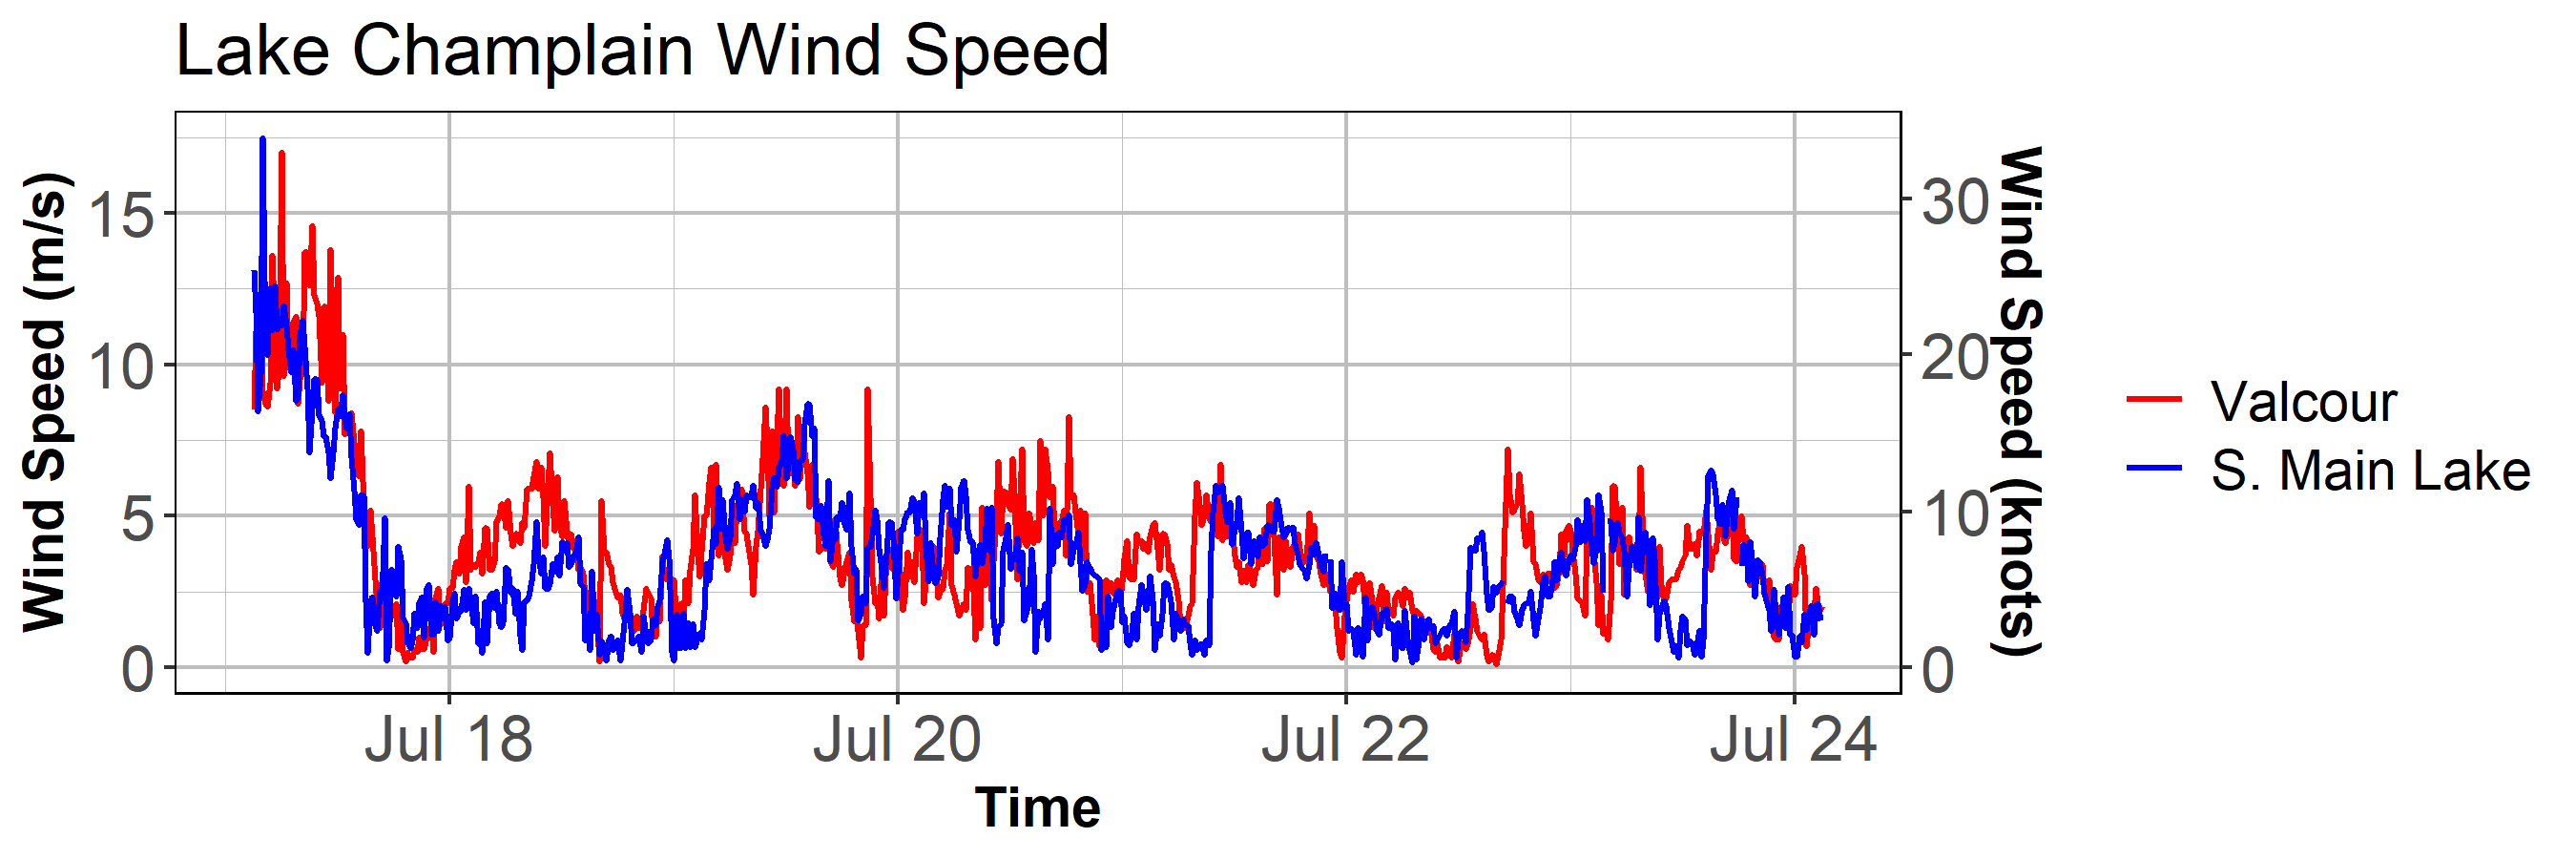 Lake Champlain Wind Speed
Wind Speed (m/s)
15
10
5
0
Wind Speed (knots)
30
20
10
0
Jul 18
Jul 20
Jul 22
Jul 24
Time
Valcour
S. Main Lake